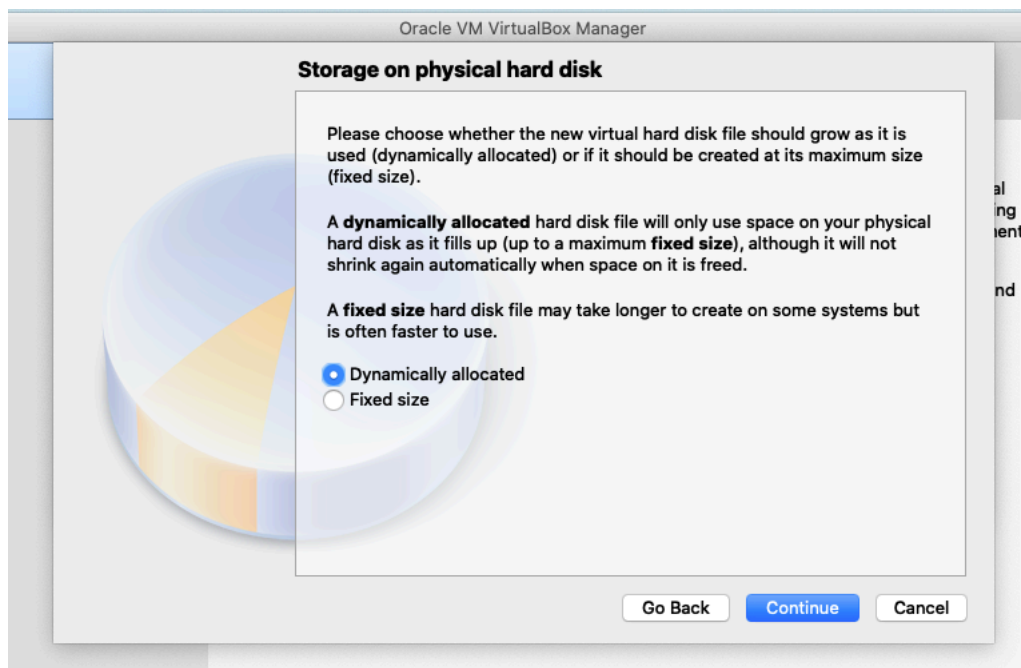 Oracle VM VirtualBox Manager
Storage on physical hard disk
Please choose whether the new virtual hard disk file should grow as it is
used (dynamically allocated) or if it should be created at its maximum size
(fixed size).
A dynamically allocated hard disk file will only use space on your physical
hard disk as it fills up (up to a maximum fixed size), although it will not
shrink again automatically when space on it is freed.
A fixed size hard disk file may take longer to create on some systems but
is often faster to use.
Dynamically allocated
Fixed size
Go Back Continue Cancel